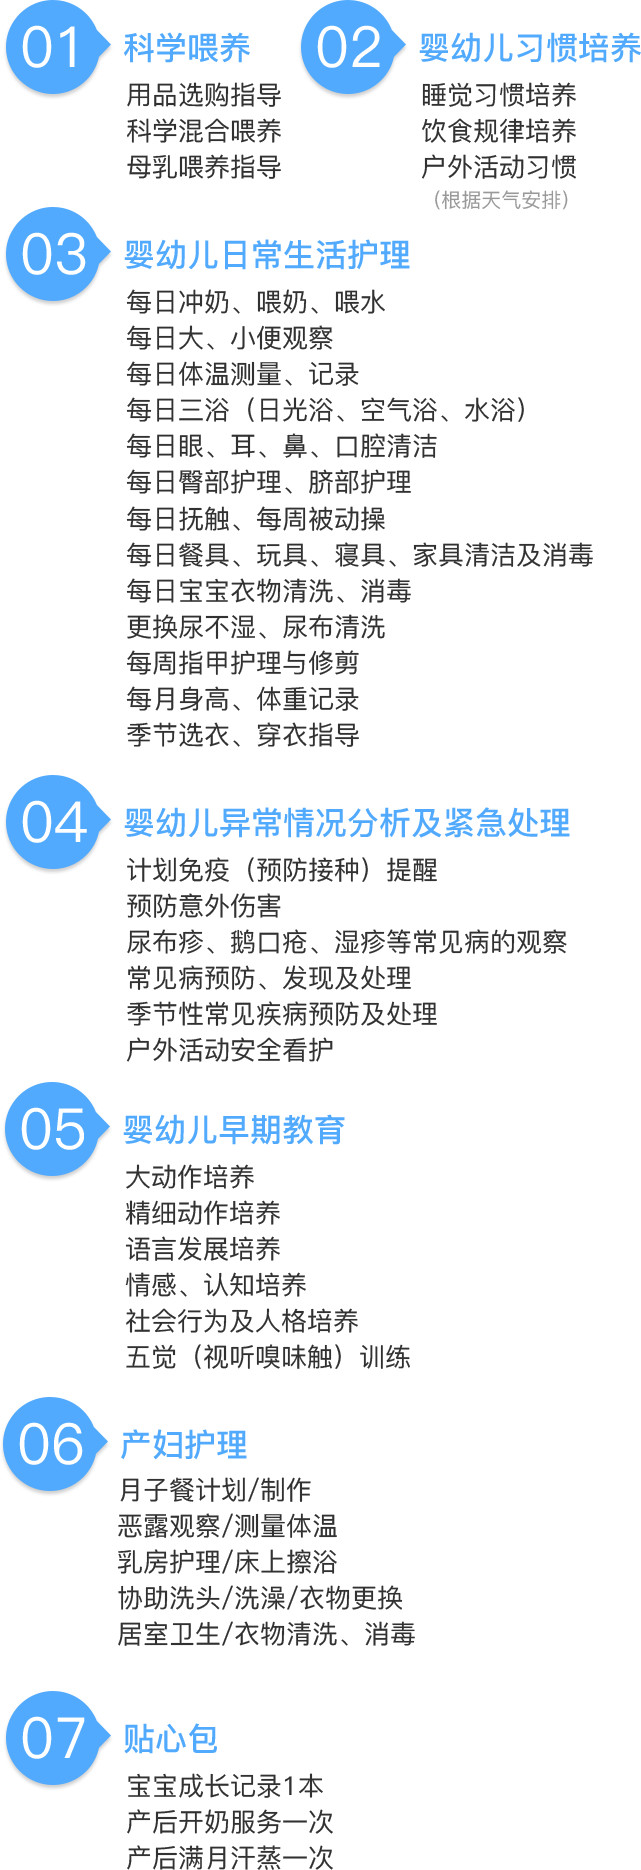 01
科学喂养
用品选购指导
科学混合喂养
母乳喂养指导
02
婴幼儿习惯培养
睡觉习惯培养
饮食规律培养
户外活动习惯
（根据天气安排）
03
婴幼儿日常生活护理
每日冲奶、喂奶、喂水
每日大、小便观察
每日体温测量、记录
每日三浴（日光浴、空气浴、水浴）
每日眼、耳、鼻、口腔清洁
每日臀部护理、脐部护理
每日抚触、每周被动操
每日餐具、玩具、寝具、家具清洁及消毒
每日宝宝衣物清洗、消毒
更换尿不湿、尿布清洗
每周指甲护理与修剪
每月身高、体重记录
季节选衣、穿衣指导
04
婴幼儿异常情况分析及紧急处理
计划免疫（预防接种）提醒
预防意外伤害
尿布疹、鹅口疮、湿疹等常见病的观察
常见病预防、发现及处理
季节性常见疾病预防及处理
户外活动安全看护
05
婴幼儿早期教育
大动作培养
精细动作培养
语言发展培养
情感、认知培养
社会行为及人格培养
五觉（视听嗅味触）训练
06
产妇护理
月子餐计划/制作
恶露观察/测量体温
乳房护理/床上擦浴
协助洗头/洗澡/衣物更换
居室卫生/衣物清洗、消毒
07
贴心包
宝宝成长记录1本
产后开奶服务一次
产后满月汗蒸一次